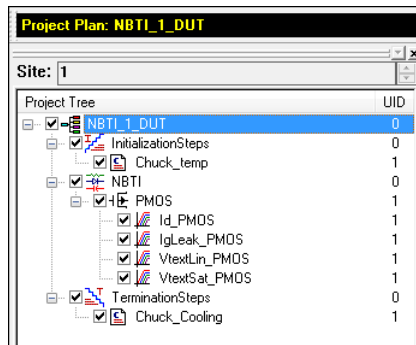 Project Plan: NBTI_1_DUT
Site: 1
Project Tree UID
NBTI_1_DUT 0
InitializationSteps 0
Chuck_temp 1
NBTI 0
PMOS 1
Id_PMOS 1
IgLeak_PMOS 1
VtextLin_PMOS 1
VtextSat_PMOS 1
TerminationSteps 0
Chuck_Cooling 1